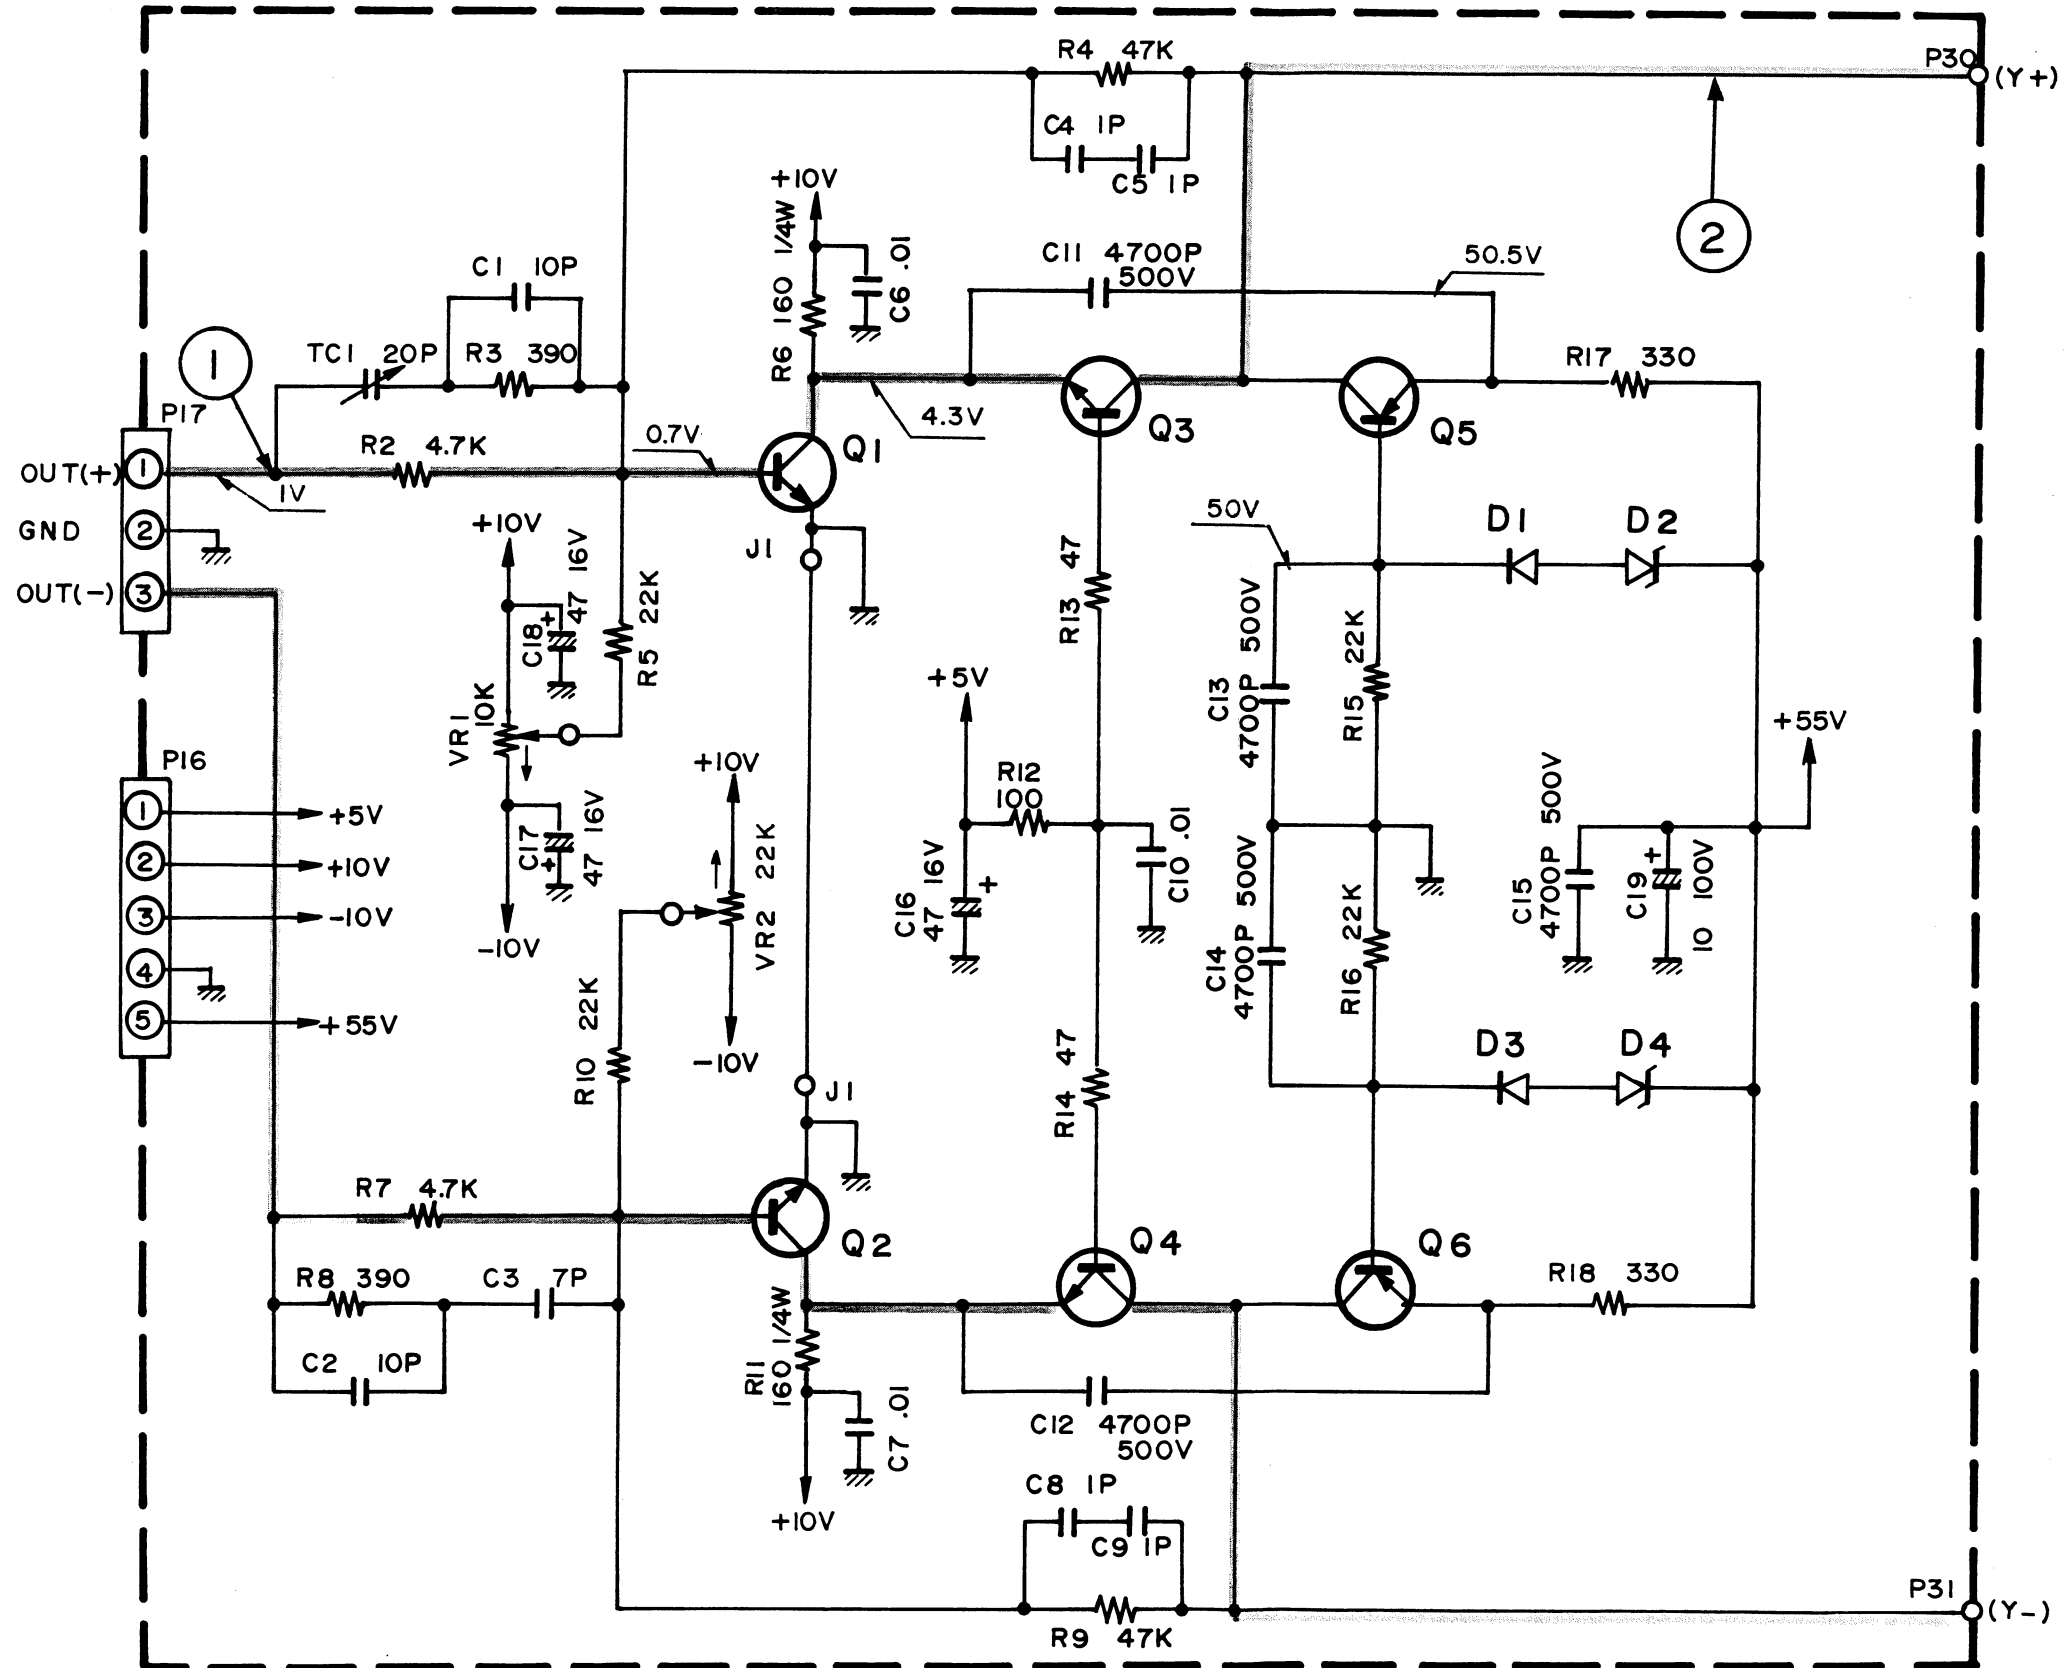 R4 47K
P30
(Y+)
C4 1P
C5 1P
+10V
R6 160 1/4W
C6 .01
2
C11 4700P
500V
50.5V
C1 10P
TC1 20P
R3 390
1
R17 330
P17
4.3V
Q3
Q5
R2 4.7K
0.7V
Q1
OUT(+)
1
1V
GND
2
OUT(-)
3
+10V
C18
+
47 16V
R5 22K
J1
R13 47
50V
D1
D2
C13
4700P 500V
R15 22K
+5V
VR1
10K
+55V
P16
1
+5V
2
+10V
3
-10V
4
5
+55V
+10V
R12
100
C17
+
47 16V
-10V
VR2 22K
-10V
C16
47 16V
+
C10 .01
C14
4700P 500V
R16 22K
C15
4700P 500V
C19
+
10 100V
R10 22K
R14 47
D3
D4
J1
R7 4.7K
Q2
Q4
Q6
R8 390
C3 7P
R18 330
C2 10P
R11
160 1/4W
C7 .01
C12 4700P
500V
C8 1P
+10V
C9 1P
P31
(Y-)
R9 47K